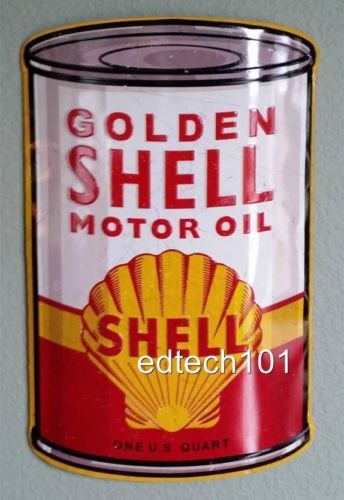 GOLDEN
SHELL
MOTOR OIL
SHELL
edtech101
ONE U.S. QUART